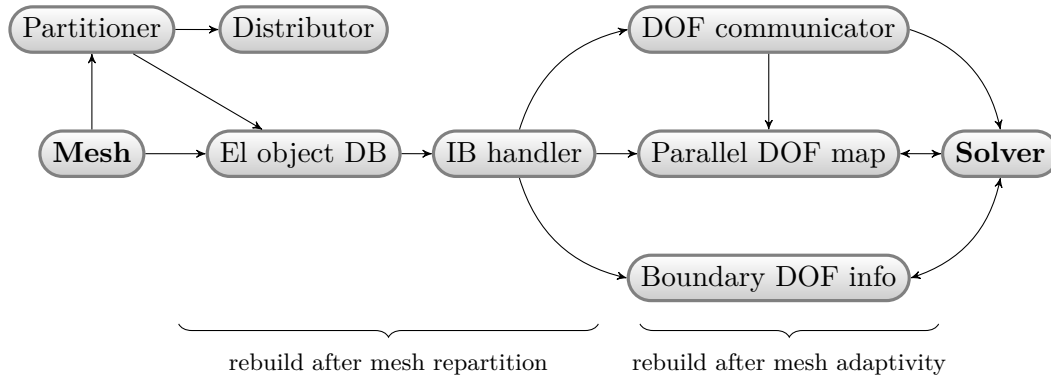 Partitioner
Distributor
DOF communicator
Mesh
El object DB
IB handler
Parallel DOF map
Solver
Boundary DOF info
rebuild after mesh repartition
rebuild after mesh adaptivity